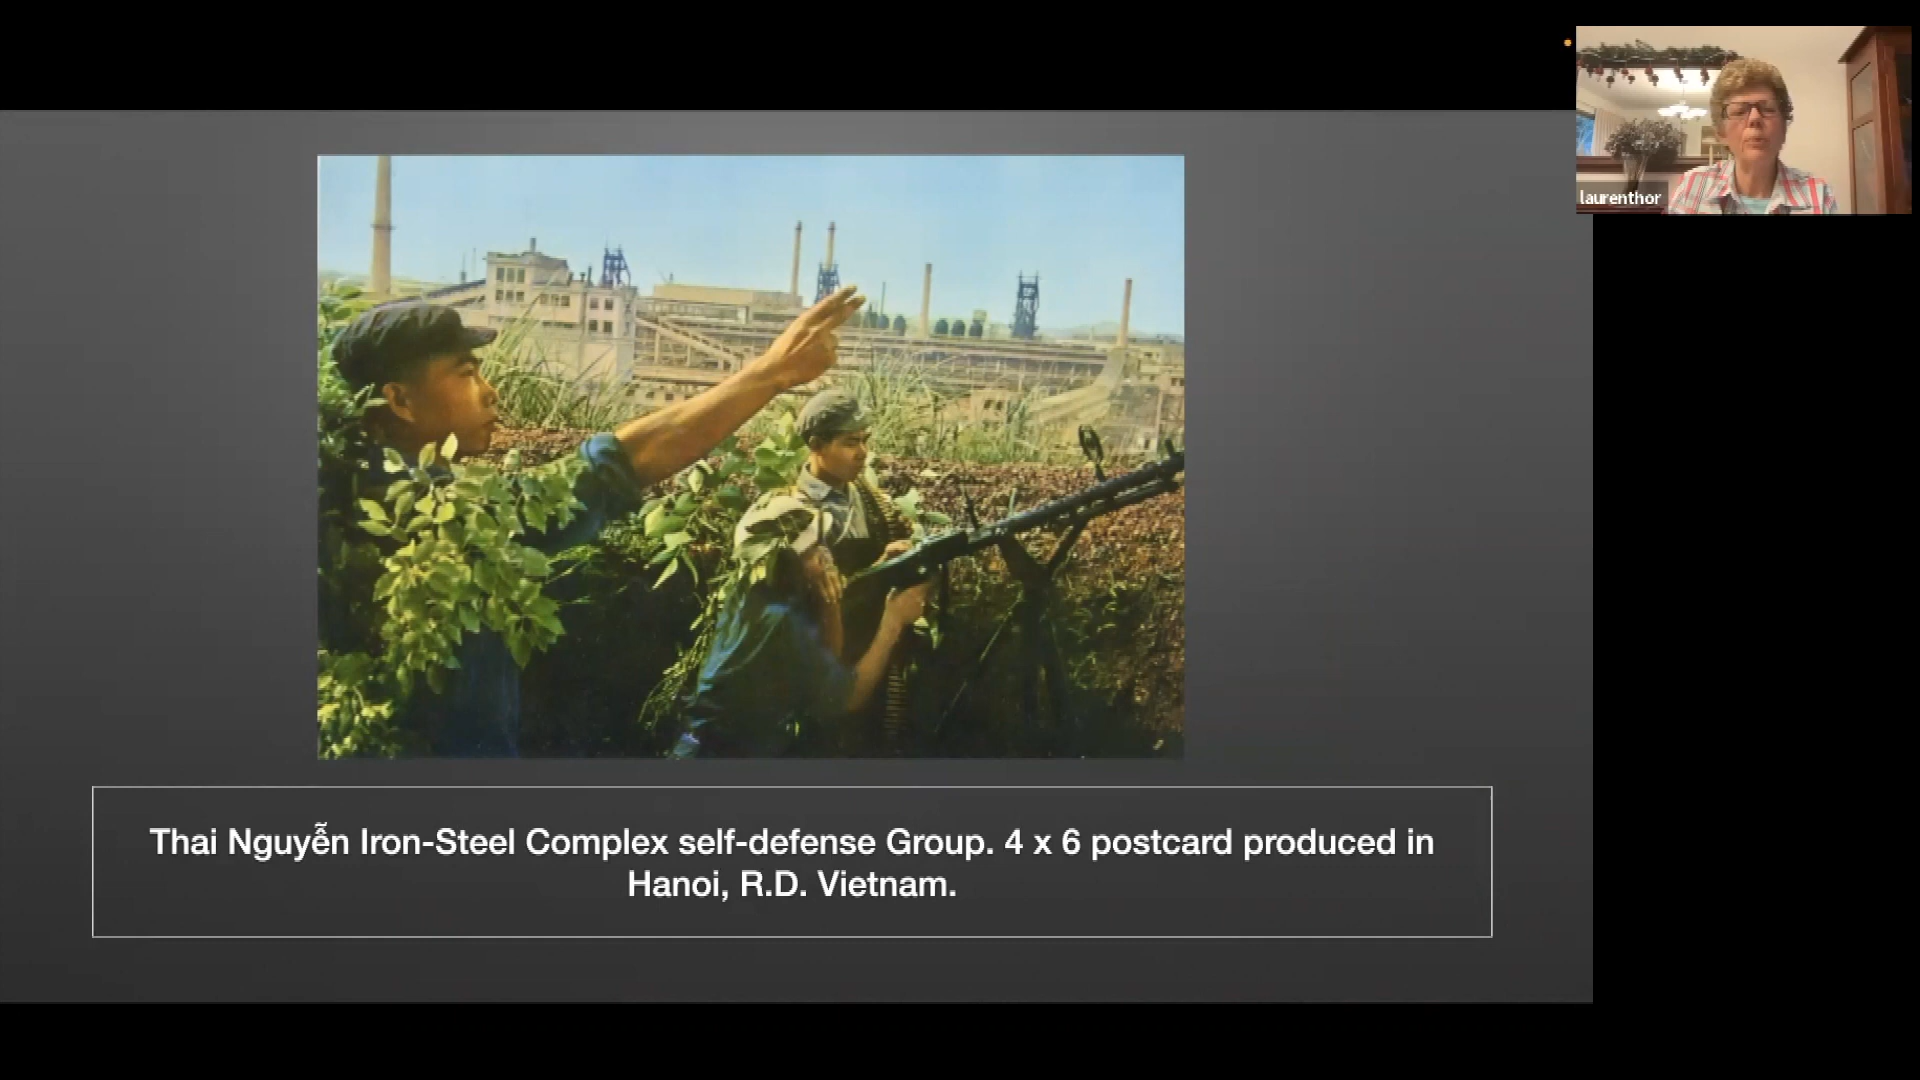 laurenthor
Thai Nguyễn Iron-Steel Complex self-defense Group. 4 x 6 postcard produced in
Hanoi, R.D. Vietnam.